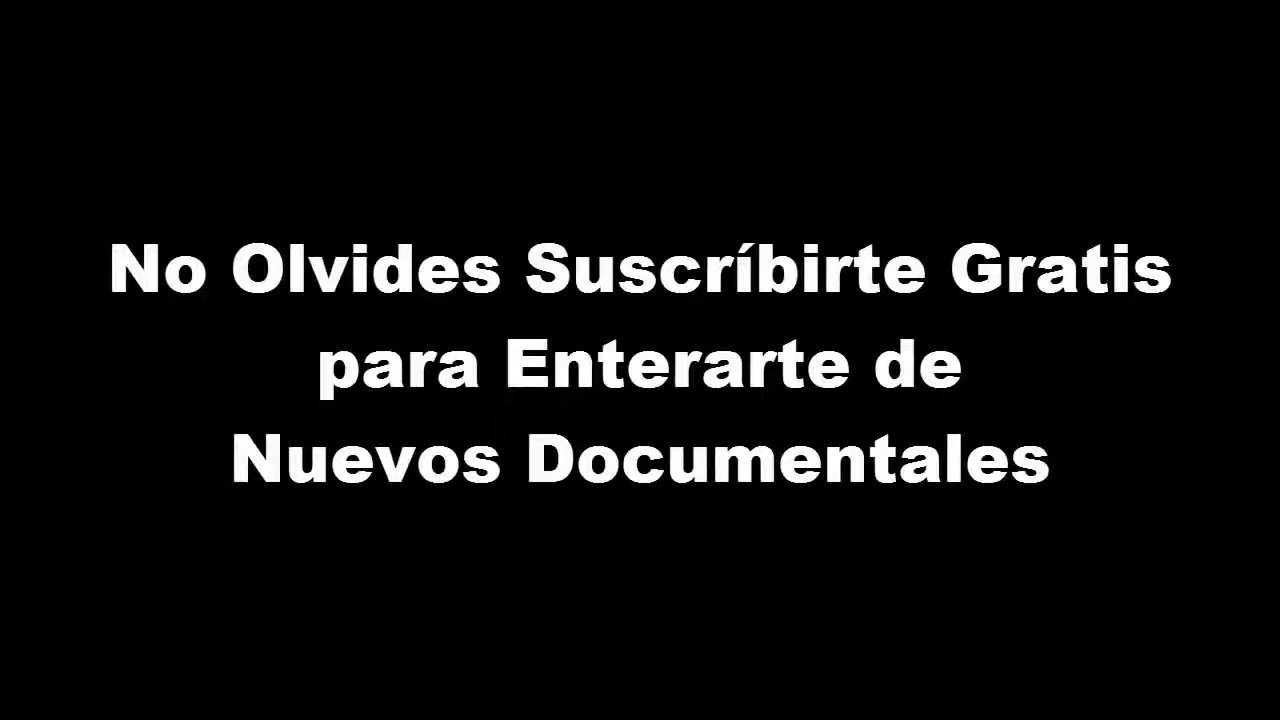 No Olvides Suscríbirte Gratis
para Enterarte de
Nuevos Documentales